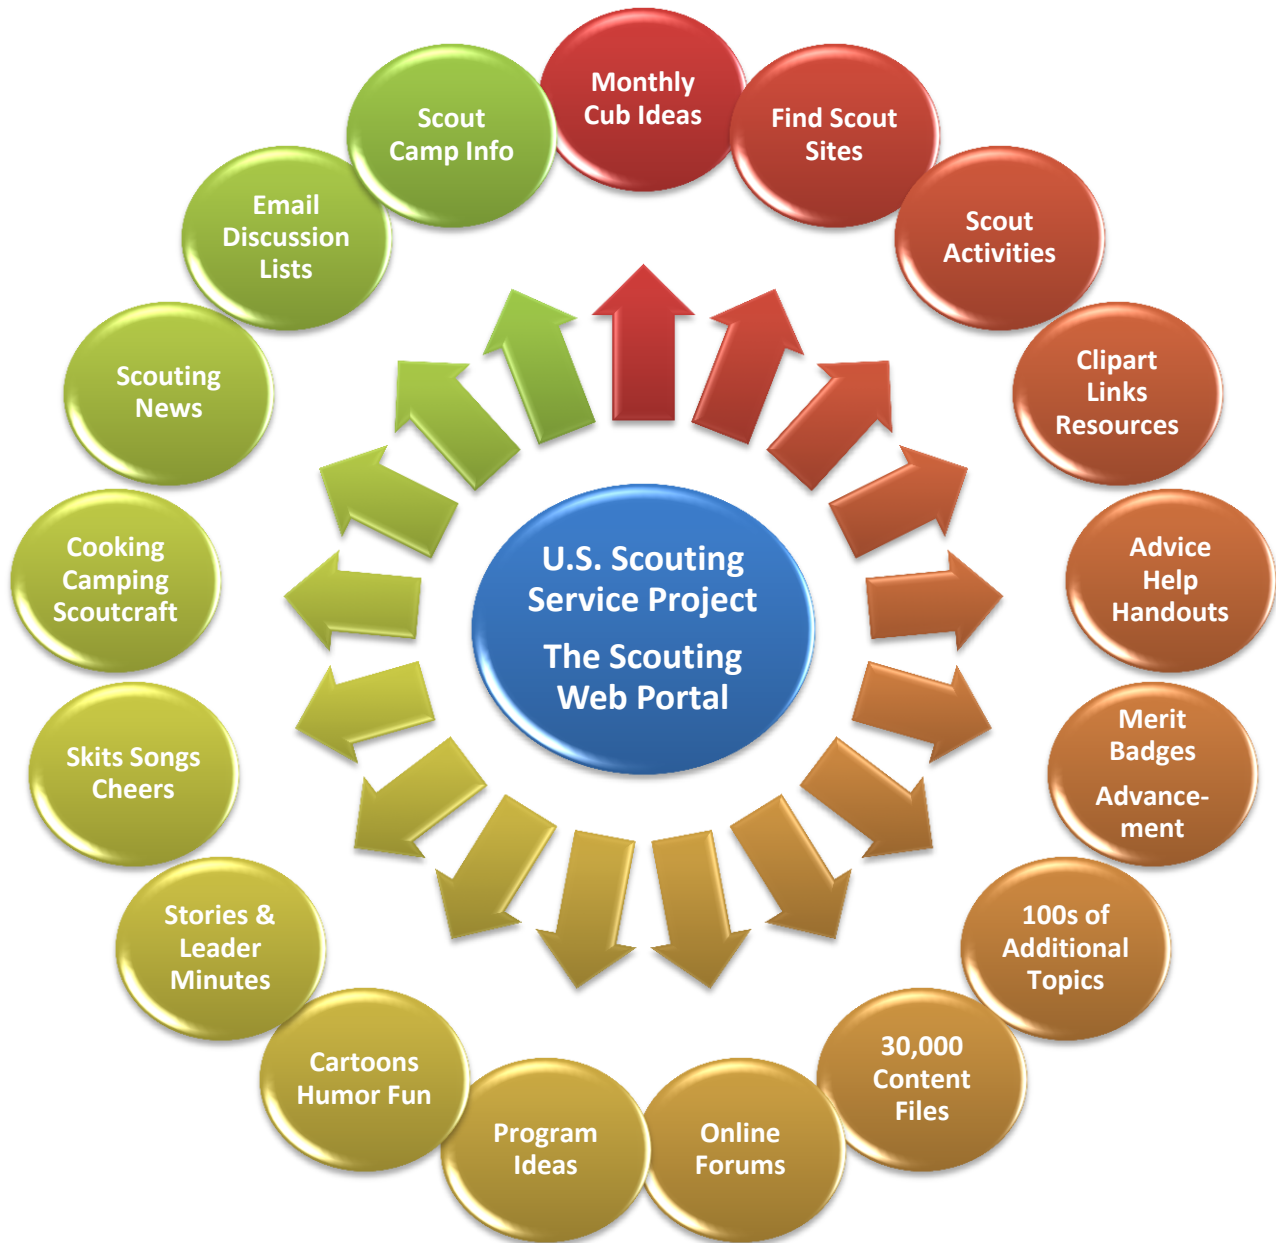 U.S. Scouting
Service Project
The Scouting
Web Portal
Monthly
Cub Ideas
Find Scout
Sites
Scout
Activities
Clipart
Links
Resources
Advice
Help
Handouts
Merit
Badges
Advance-
ment
100s of
Additional
Topics
30,000
Content
Files
Online
Forums
Program
Ideas
Cartoons
Humor Fun
Stories &
Leader
Minutes
Skits Songs
Cheers
Cooking
Camping
Scoutcraft
Scouting
News
Email
Discussion
Lists
Scout
Camp Info